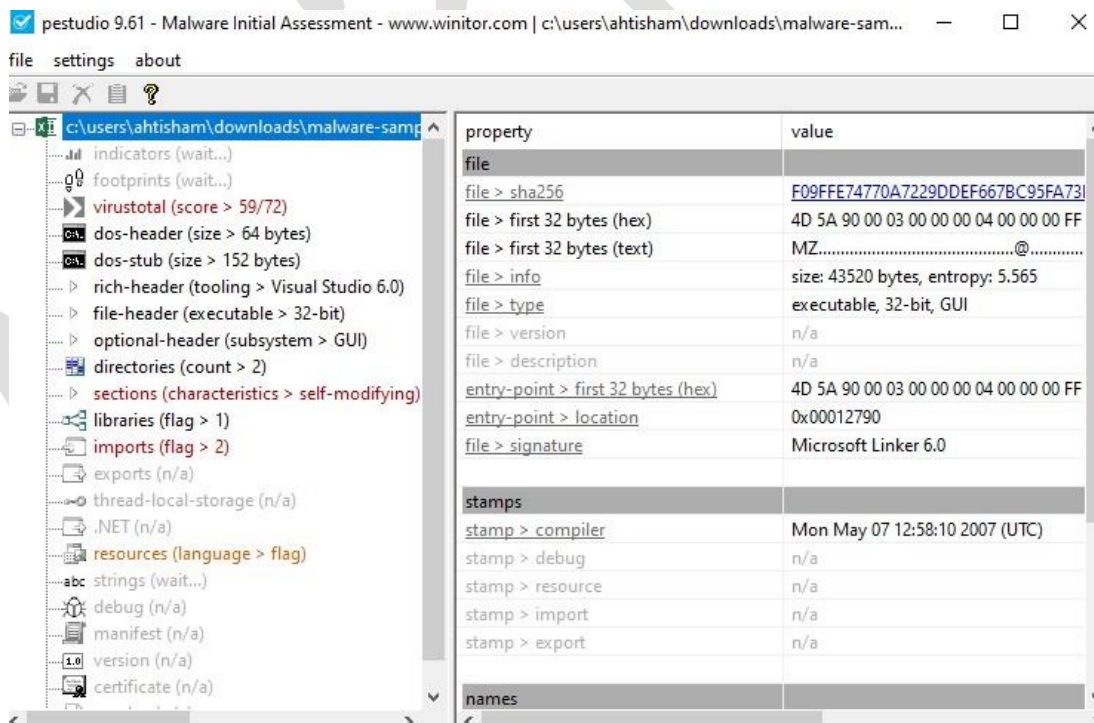 pestudio 9.61 - Malware Initial Assessment - www.winitor.com | c:\users\ahtisham\downloads\malware-sam...
file settings about
c:\users\ahtisham\downloads\malware-samp
indicators (wait...)
footprints (wait...)
virustotal (score > 59/72)
dos-header (size > 64 bytes)
dos-stub (size > 152 bytes)
rich-header (tooling > Visual Studio 6.0)
file-header (executable > 32-bit)
optional-header (subsystem > GUI)
directories (count > 2)
sections (characteristics > self-modifying)
libraries (flag > 1)
imports (flag > 2)
exports (n/a)
thread-local-storage (n/a)
.NET (n/a)
resources (language > flag)
abc strings (wait...)
debug (n/a)
manifest (n/a)
1.0 version (n/a)
certificate (n/a)
property value
file
file > sha256 F09FFE74770A7229DDEF667BC95FA73
file > first 32 bytes (hex) 4D 5A 90 00 03 00 00 00 04 00 00 00 FF
file > first 32 bytes (text) MZ......................................@............
file > info size: 43520 bytes, entropy: 5.565
file > type executable, 32-bit, GUI
file > version n/a
file > description n/a
entry-point > first 32 bytes (hex) 4D 5A 90 00 03 00 00 00 04 00 00 00 FF
entry-point > location 0x00012790
file > signature Microsoft Linker 6.0
stamps
stamp > compiler Mon May 07 12:58:10 2007 (UTC)
stamp > debug n/a
stamp > resource n/a
stamp > import n/a
stamp > export n/a
names